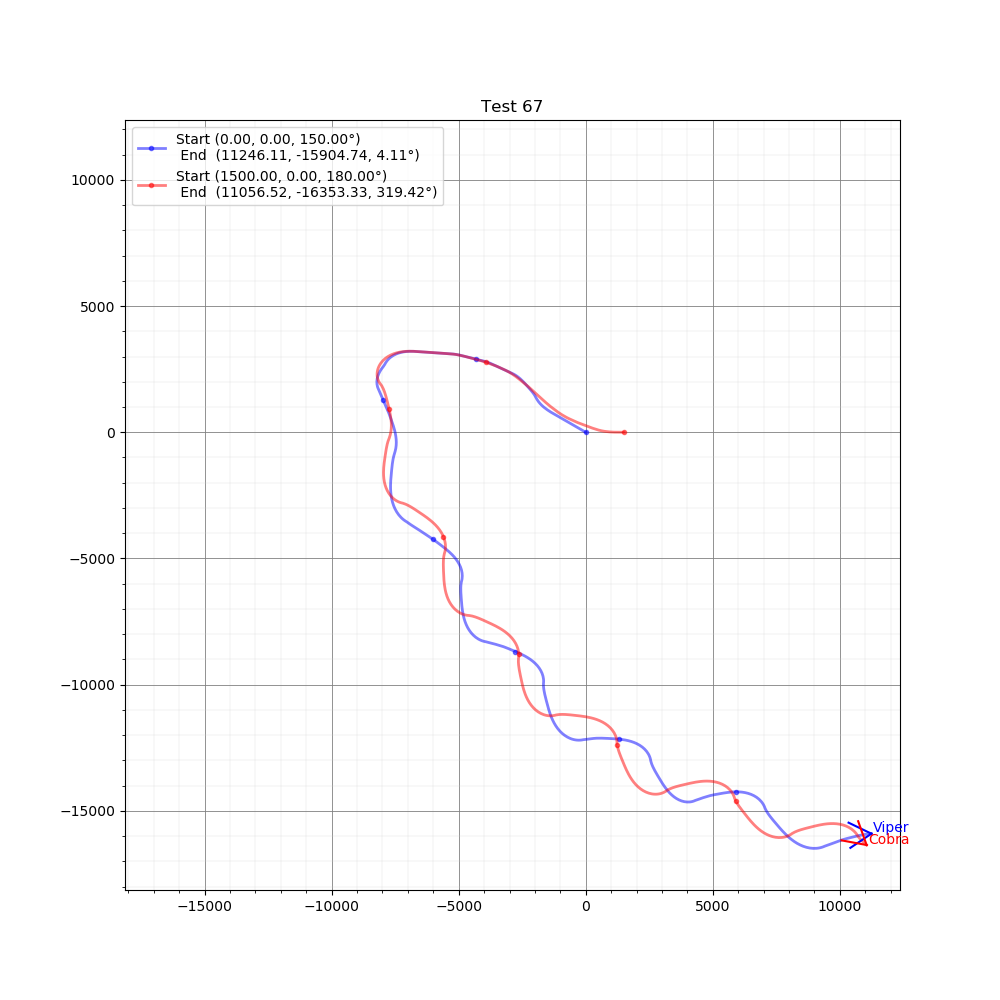 Test 67
Start (0.00, 0.00, 150.00°)
End  (11246.11, -15904.74, 4.11°)
Start (1500.00, 0.00, 180.00°)
End  (11056.52, -16353.33, 319.42°)
10000
5000
0
−5000
−10000
−15000
Viper
Cobra
−15000 −10000 −5000 0 5000 10000